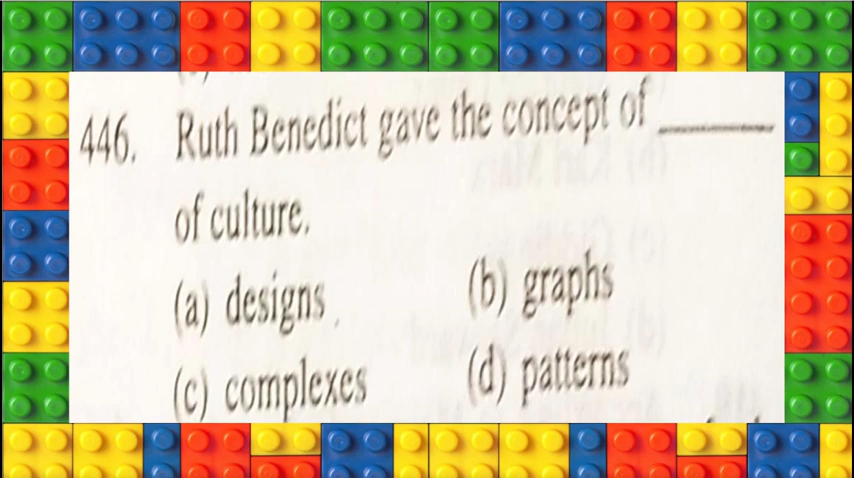 446. Ruth Benedict gave the concept of ______
of culture.
(a) designs (b) graphs
(c) complexes (d) patterns